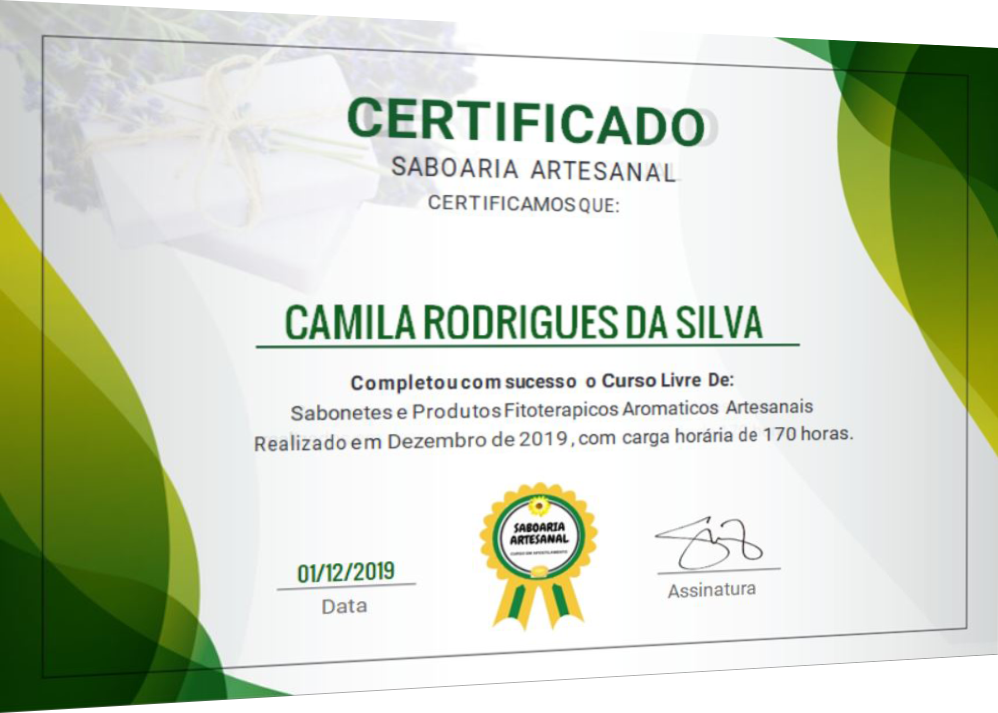 CERTIFICADO
SABOARIA ARTESANAL
CERTIFICAMOS QUE:
CAMILA RODRIGUES DA SILVA
Completou com sucesso o Curso Livre De:
Sabonetes e Produtos Fitoterapicos Aromaticos Artesanais
Realizado em Dezembro de 2019, com carga horária de 170 horas.
SABOARIA
ARTESANAL
01/12/2019
Data
Assinatura